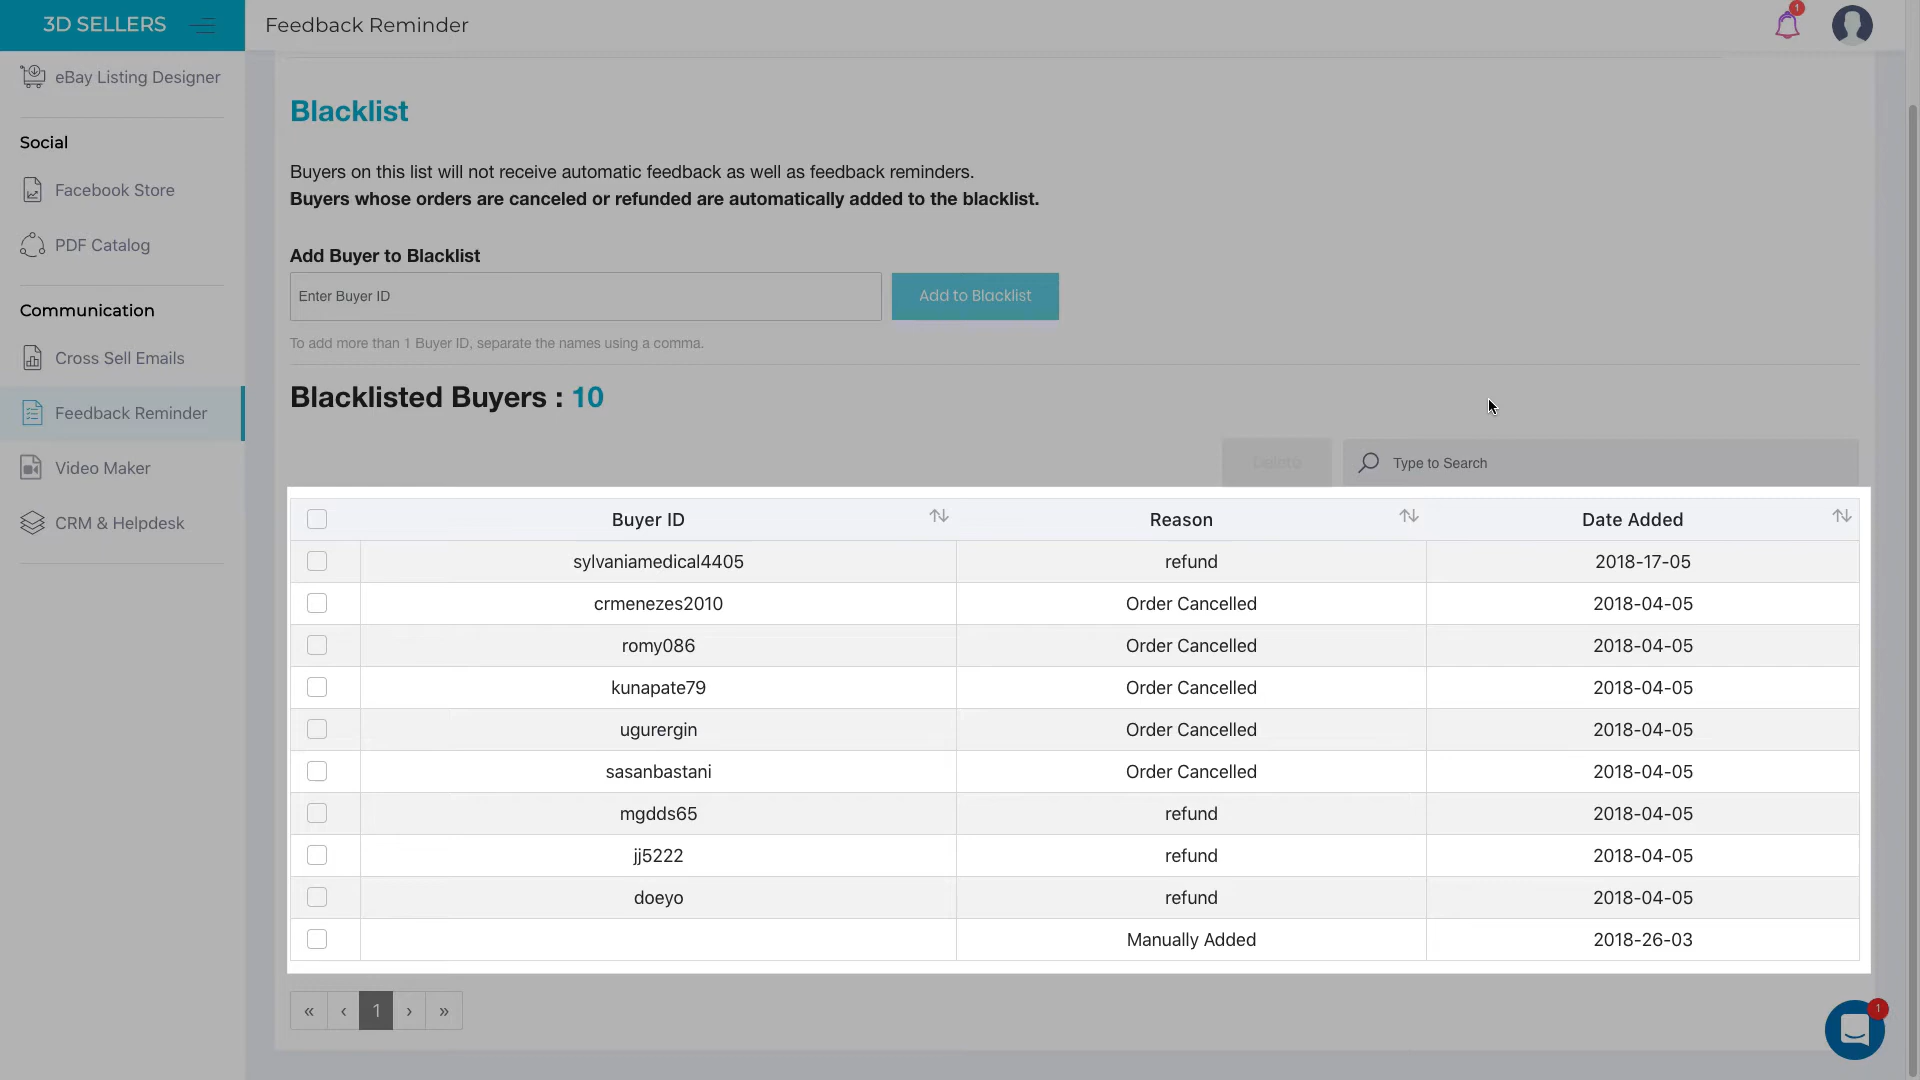 3D SELLERS
Feedback Reminder
1
eBay Listing Designer
Social
Facebook Store
PDF Catalog
Communication
Cross Sell Emails
Feedback Reminder
Video Maker
CRM & Helpdesk
Blacklist
Buyers on this list will not receive automatic feedback as well as feedback reminders.
Buyers whose orders are canceled or refunded are automatically added to the blacklist.
Add Buyer to Blacklist
Enter Buyer ID
Add to Blacklist
To add more than 1 Buyer ID, separate the names using a comma.
Blacklisted Buyers : 10
Delete
Type to Search
Buyer ID Reason Date Added
sylvaniamedical4405 refund 2018-17-05
crmenezes2010 Order Cancelled 2018-04-05
romy086 Order Cancelled 2018-04-05
kunapate79 Order Cancelled 2018-04-05
ugurergin Order Cancelled 2018-04-05
sasanbastani Order Cancelled 2018-04-05
mgdds65 refund 2018-04-05
jj5222 refund 2018-04-05
doeyo refund 2018-04-05
Manually Added 2018-26-03
« ‹ 1 › »
1